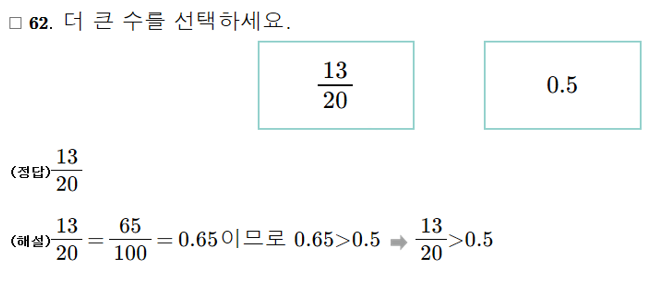 □ 62. 더 큰 수를 선택하세요.
13/20 0.5
(정답) 13/20
(해설) 13/20 = 65/100 = 0.65이므로 0.65>0.5 ➡ 13/20>0.5